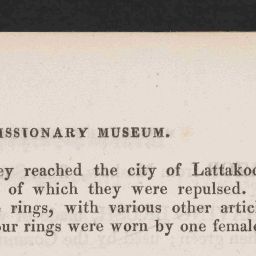 ISSIONARY MUSEUM.
ey reached the city of Lattakoo
of which they were repulsed.
rings, with various other artic
our rings were worn by one female